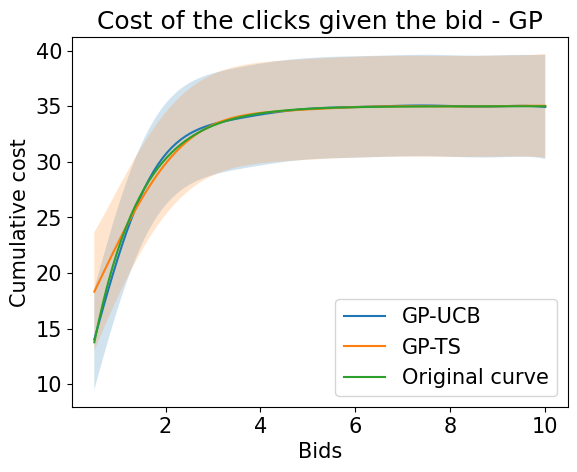 Cost of the clicks given the bid - GP
Cumulative cost
40
35
30
25
20
15
10
2 4 6 8 10
Bids
GP-UCB
GP-TS
Original curve